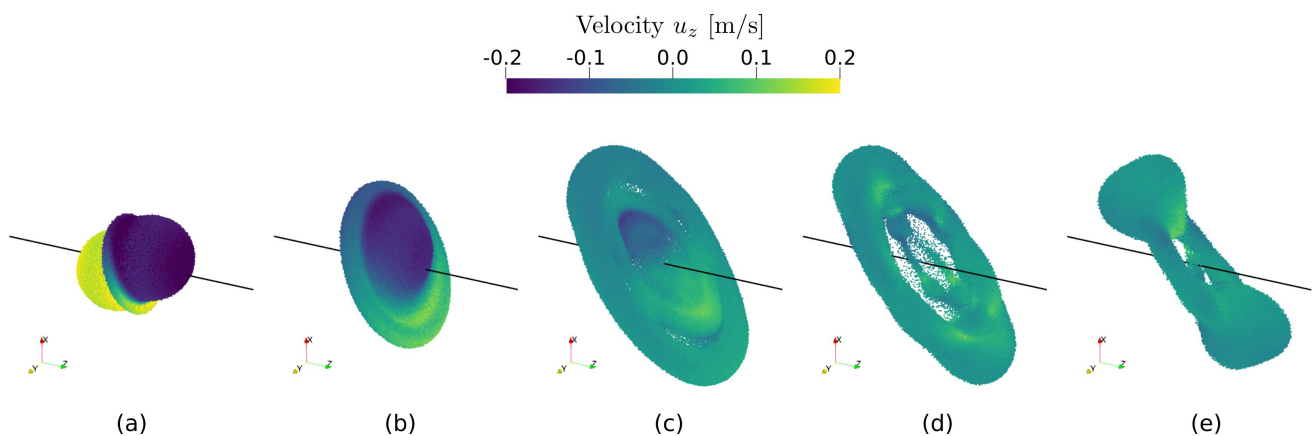 Velocity u_z [m/s]
-0.2 -0.1 0.0 0.1 0.2
X Y Z X Y Z X Y Z X Y Z X Y Z
(a) (b) (c) (d) (e)